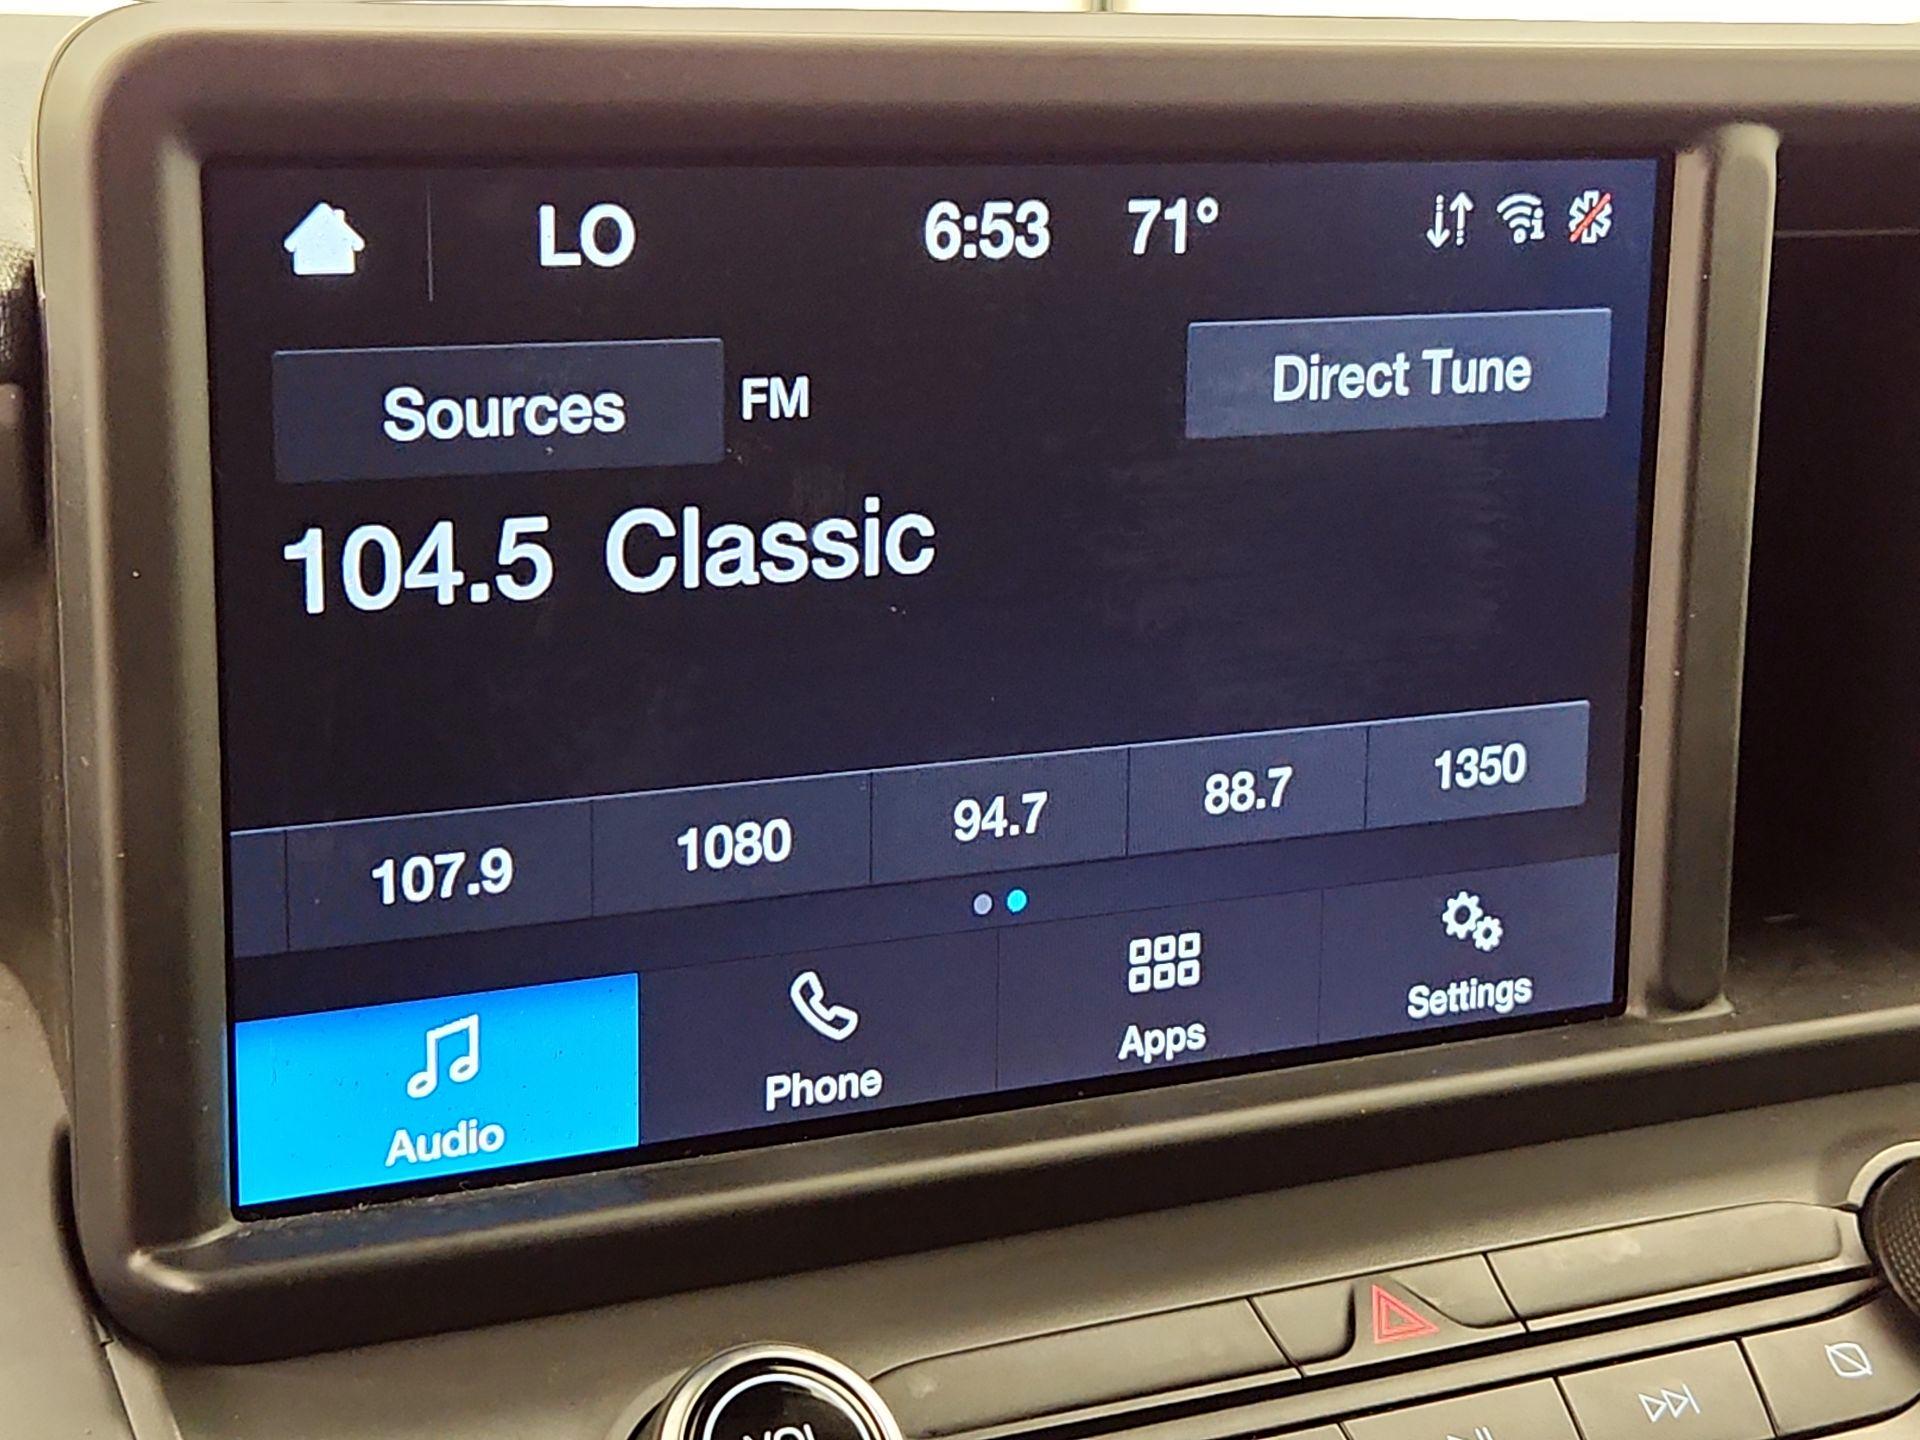 LO 6:53 71°
Sources FM Direct Tune
104.5 Classic
107.9 1080 94.7 88.7 1350
Audio Phone Apps Settings
VOL